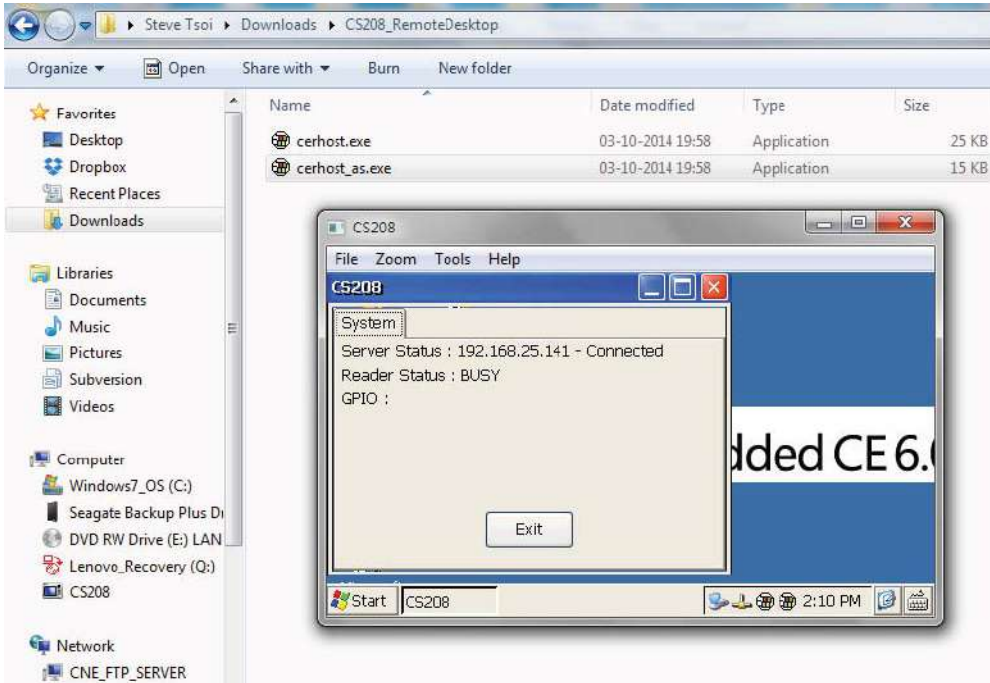 Steve Tsoi ▸ Downloads ▸ CS208_RemoteDesktop
Organize Open Share with Burn New folder
Name Date modified Type Size
cerhost.exe 03-10-2014 19:58 Application 25 KB
cerhost_as.exe 03-10-2014 19:58 Application 15 KB
Favorites
Desktop
Dropbox
Recent Places
Downloads
Libraries
Documents
Music
Pictures
Subversion
Videos
Computer
Windows7_OS (C:)
Seagate Backup Plus Dr
DVD RW Drive (E:) LAN
Lenovo_Recovery (Q:)
CS208
Network
CNE_FTP_SERVER
CS208
File Zoom Tools Help
CS208
System
Server Status : 192.168.25.141 - Connected
Reader Status : BUSY
GPIO :
Exit
dded CE 6.
Start CS208 2:10 PM